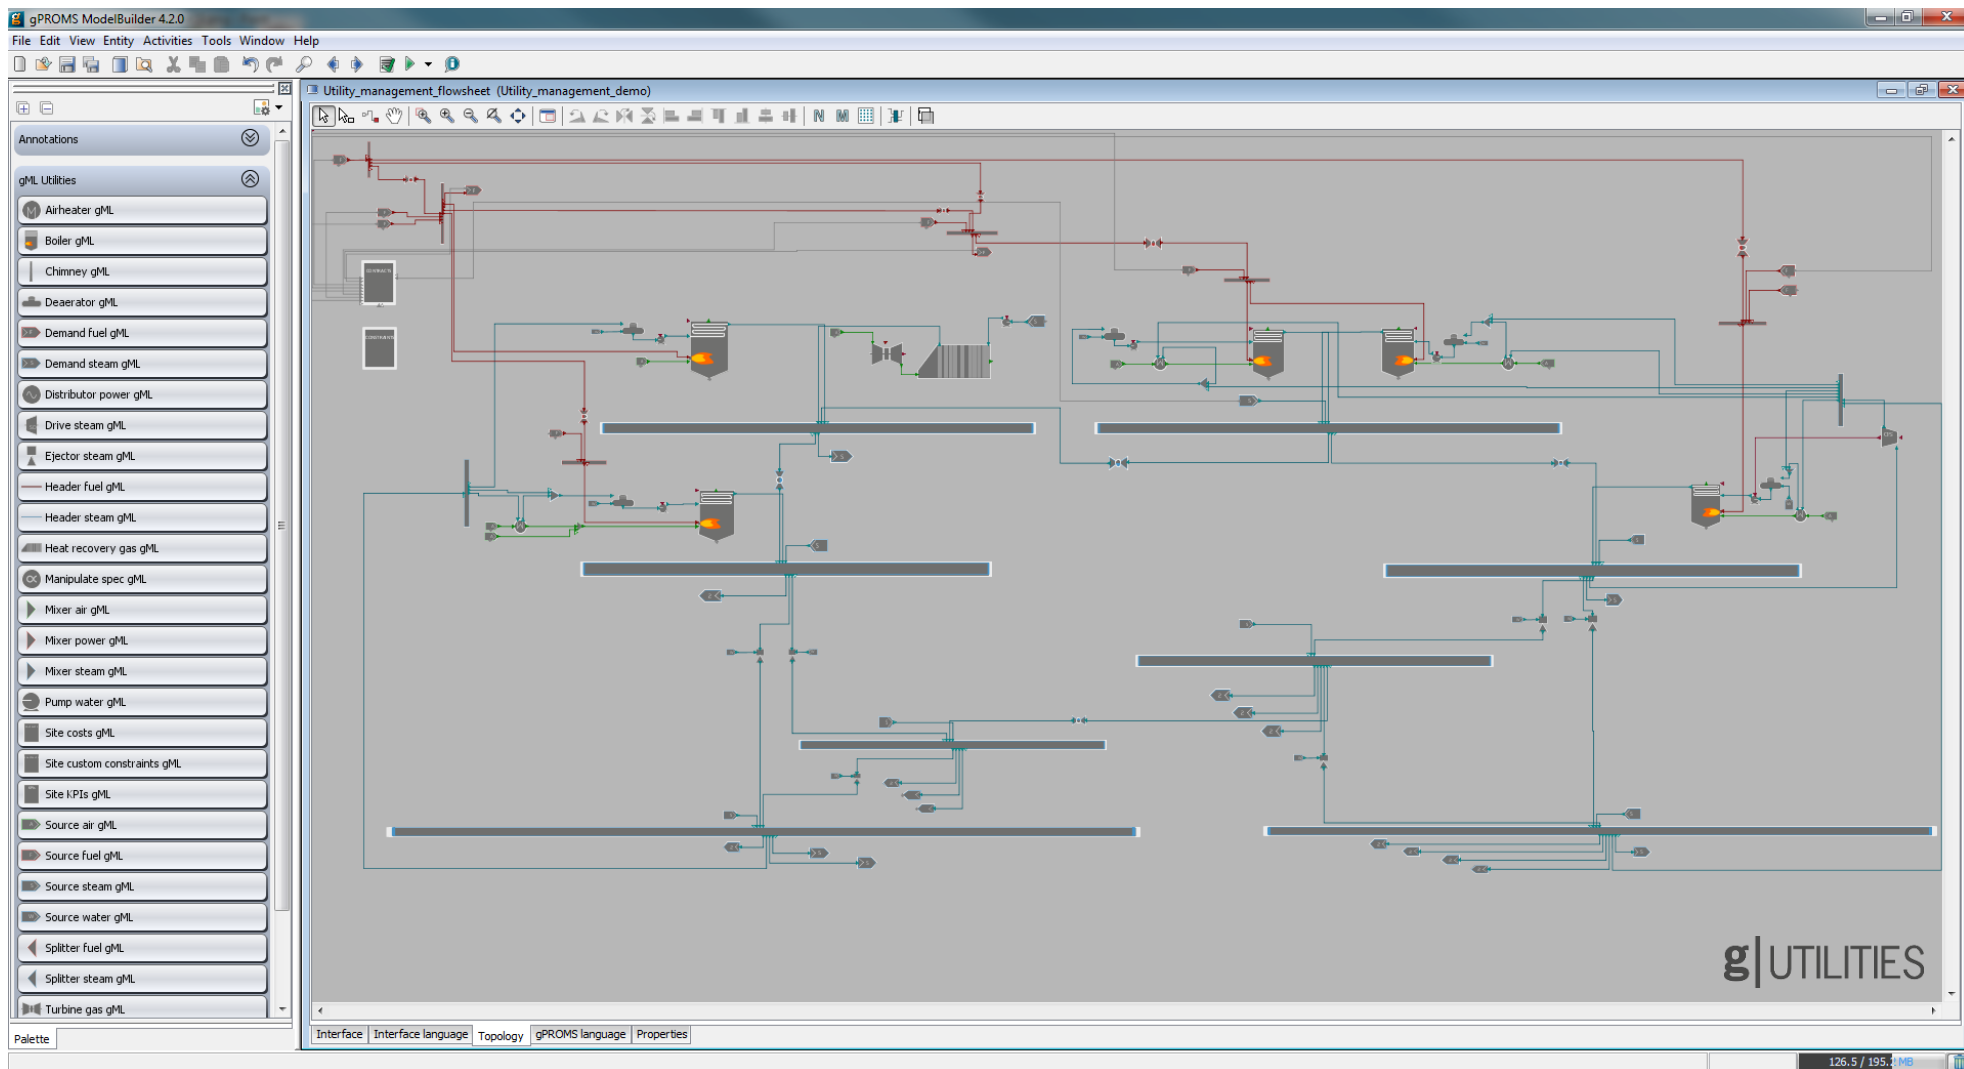 gPROMS ModelBuilder 4.2.0
File Edit View Entity Activities Tools Window Help
Utility_management_flowsheet (Utility_management_demo)
N M
Annotations
gML Utilities
Airheater gML
Boiler gML
Chimney gML
Deaerator gML
Demand fuel gML
Demand steam gML
Distributor power gML
Drive steam gML
Ejector steam gML
Header fuel gML
Header steam gML
Heat recovery gas gML
Manipulate spec gML
Mixer air gML
Mixer power gML
Mixer steam gML
Pump water gML
Site costs gML
Site custom constraints gML
Site KPIs gML
Source air gML
Source fuel gML
Source steam gML
Source water gML
Splitter fuel gML
Splitter steam gML
Turbine gas gML
Palette
g|UTILITIES
Interface Interface language Topology gPROMS language Properties